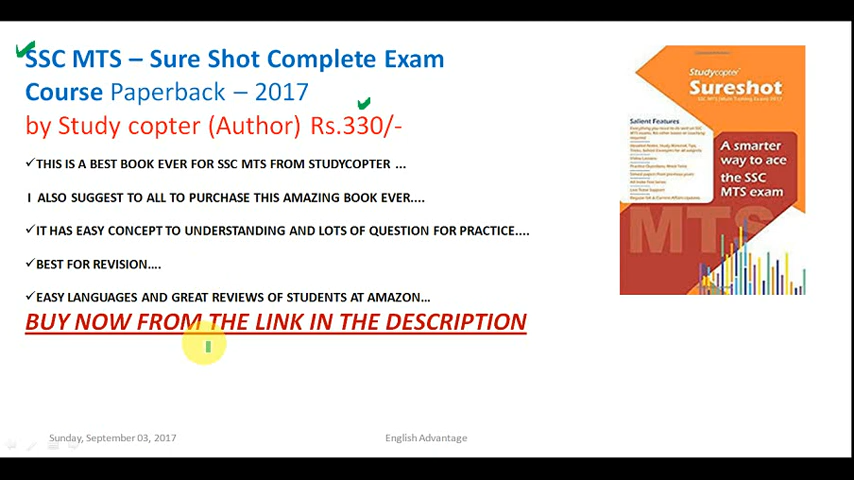 SSC MTS – Sure Shot Complete Exam
Course Paperback – 2017
by Study copter (Author) Rs.330/-
✓THIS IS A BEST BOOK EVER FOR SSC MTS FROM STUDYCOPTER ...
I ALSO SUGGEST TO ALL TO PURCHASE THIS AMAZING BOOK EVER....
✓IT HAS EASY CONCEPT TO UNDERSTANDING AND LOTS OF QUESTION FOR PRACTICE....
✓BEST FOR REVISION....
✓EASY LANGUAGES AND GREAT REVIEWS OF STUDENTS AT AMAZON...
BUY NOW FROM THE LINK IN THE DESCRIPTION
Studycopter
Sureshot
Salient Features
A smarter
way to ace
the SSC
MTS exam
MTS
Sunday, September 03, 2017
English Advantage